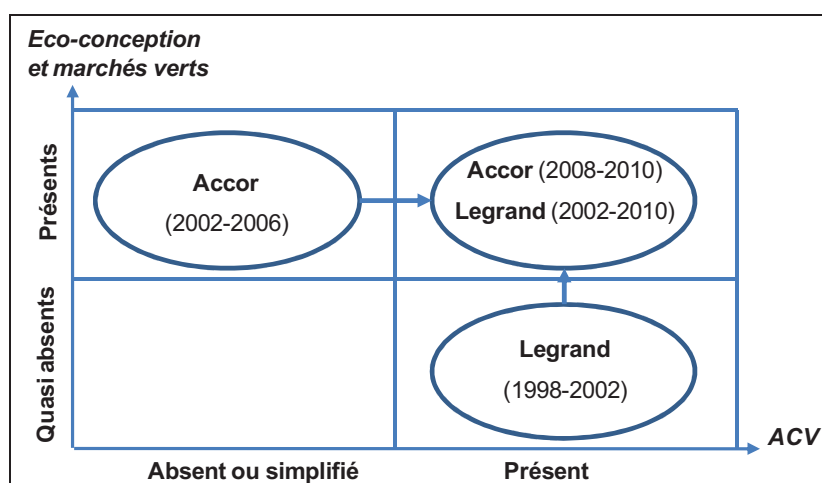 Eco-conception
et marchés verts
Présents
Accor
(2002-2006)
Accor (2008-2010)
Legrand (2002-2010)
Quasi absents
Legrand
(1998-2002)
ACV
Absent ou simplifié
Présent